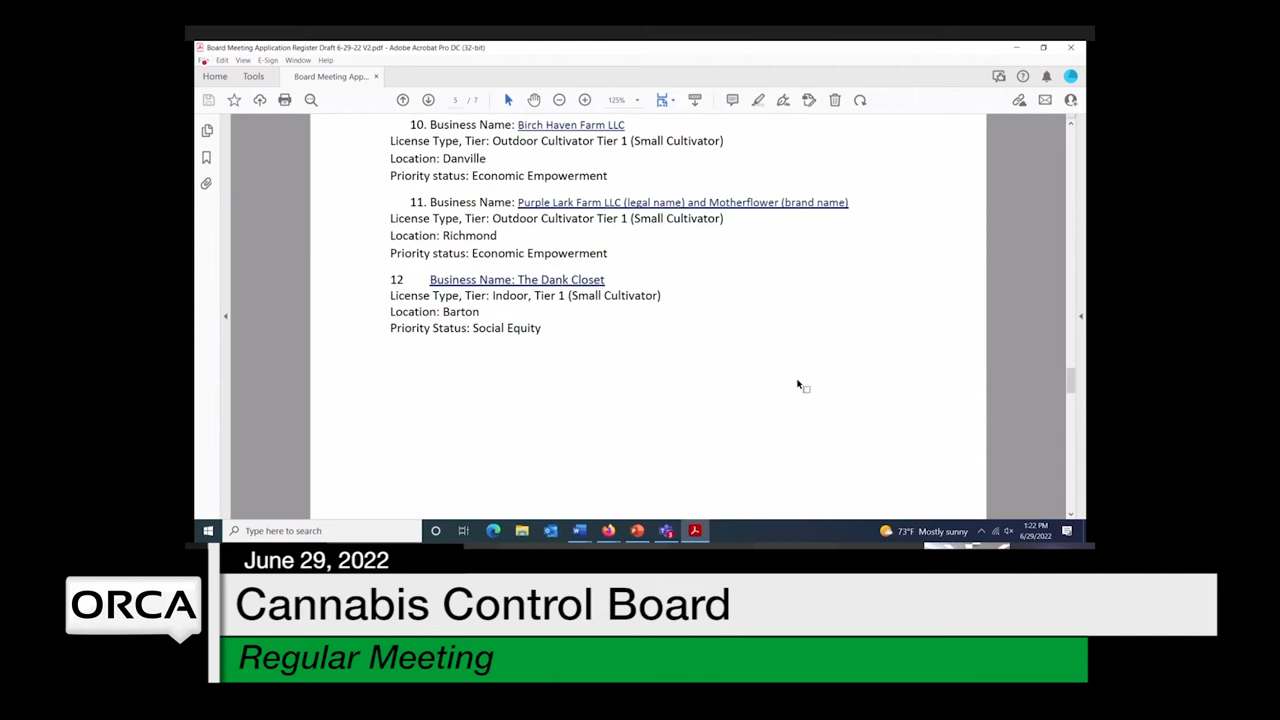 Board Meeting Application Register Draft 6-29-22 V2.pdf - Adobe Acrobat Pro DC (32-bit)
Edit View E-Sign Window Help
Home Tools Board Meeting App... ×
5 / 7 125%
10. Business Name: Birch Haven Farm LLC
License Type, Tier: Outdoor Cultivator Tier 1 (Small Cultivator)
Location: Danville
Priority status: Economic Empowerment
11. Business Name: Purple Lark Farm LLC (legal name) and Motherflower (brand name)
License Type, Tier: Outdoor Cultivator Tier 1 (Small Cultivator)
Location: Richmond
Priority status: Economic Empowerment
12 Business Name: The Dank Closet
License Type, Tier: Indoor, Tier 1 (Small Cultivator)
Location: Barton
Priority Status: Social Equity
Type here to search
73°F Mostly sunny
1:22 PM
6/29/2022
June 29, 2022
ORCA
Cannabis Control Board
Regular Meeting